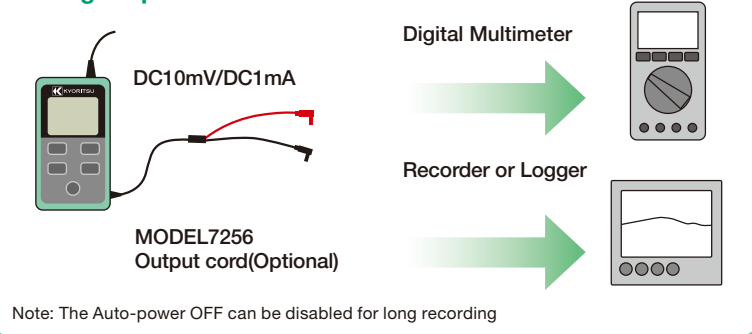 Digital Multimeter
DC10mV/DC1mA
KYORITSU
Recorder or Logger
MODEL7256
Output cord(Optional)
Note: The Auto-power OFF can be disabled for long recording